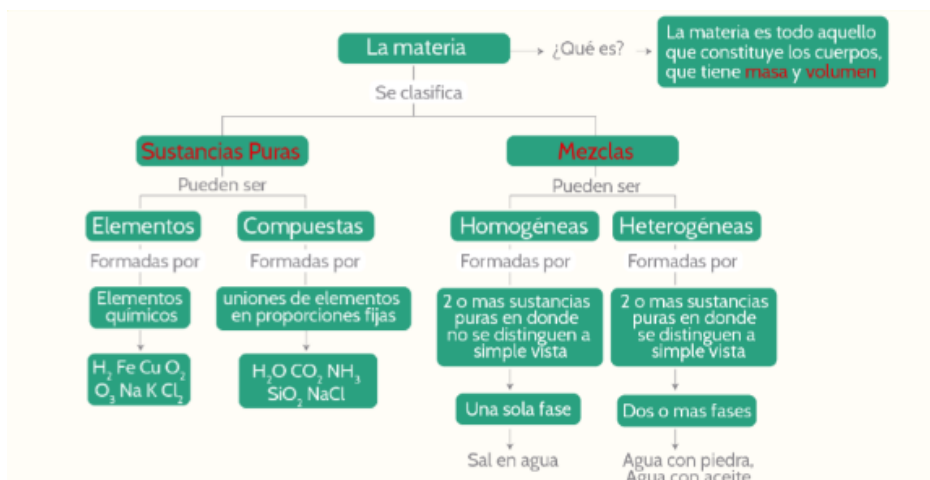 La materia
¿Qué es?
La materia es todo aquello
que constituye los cuerpos,
que tiene masa y volumen
Se clasifica
Sustancias Puras
Mezclas
Pueden ser
Pueden ser
Elementos
Compuestas
Homogéneas
Heterogéneas
Formadas por
Formadas por
Formadas por
Formadas por
Elementos
químicos
uniones de elementos
en proporciones fijas
2 o mas sustancias
puras en donde
no se distinguen a
simple vista
2 o mas sustancias
puras en donde
se distinguen a
simple vista
H₂ Fe Cu O₂
O₃ Na K Cl₂
H₂O CO₂ NH₃
SiO₂ NaCl
Una sola fase
Dos o mas fases
Sal en agua
Agua con piedra,
Agua con aceite